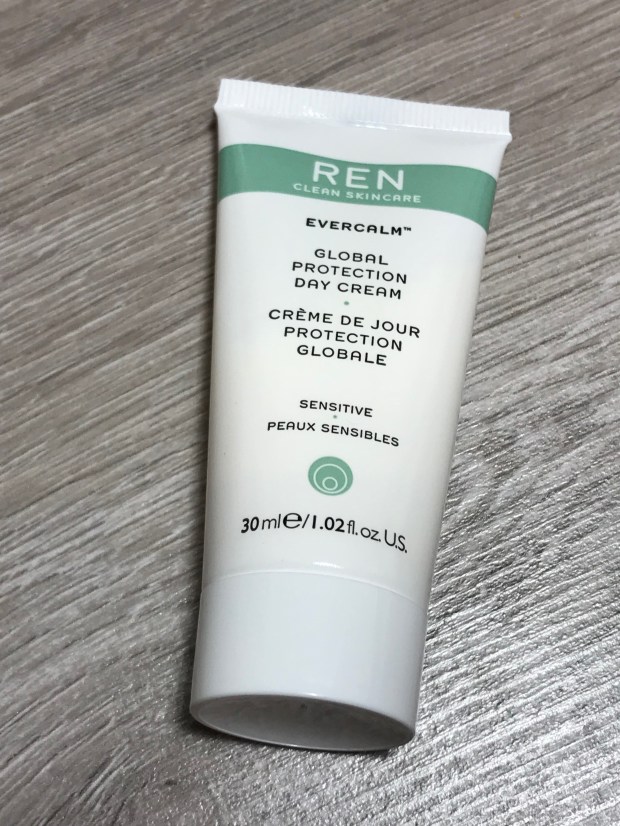 REN
CLEAN SKINCARE
EVERCALM™
GLOBAL
PROTECTION
DAY CREAM
CRÈME DE JOUR
PROTECTION
GLOBALE
SENSITIVE
PEAUX SENSIBLES
30 ml ℮/1.02 fl. oz. U.S.